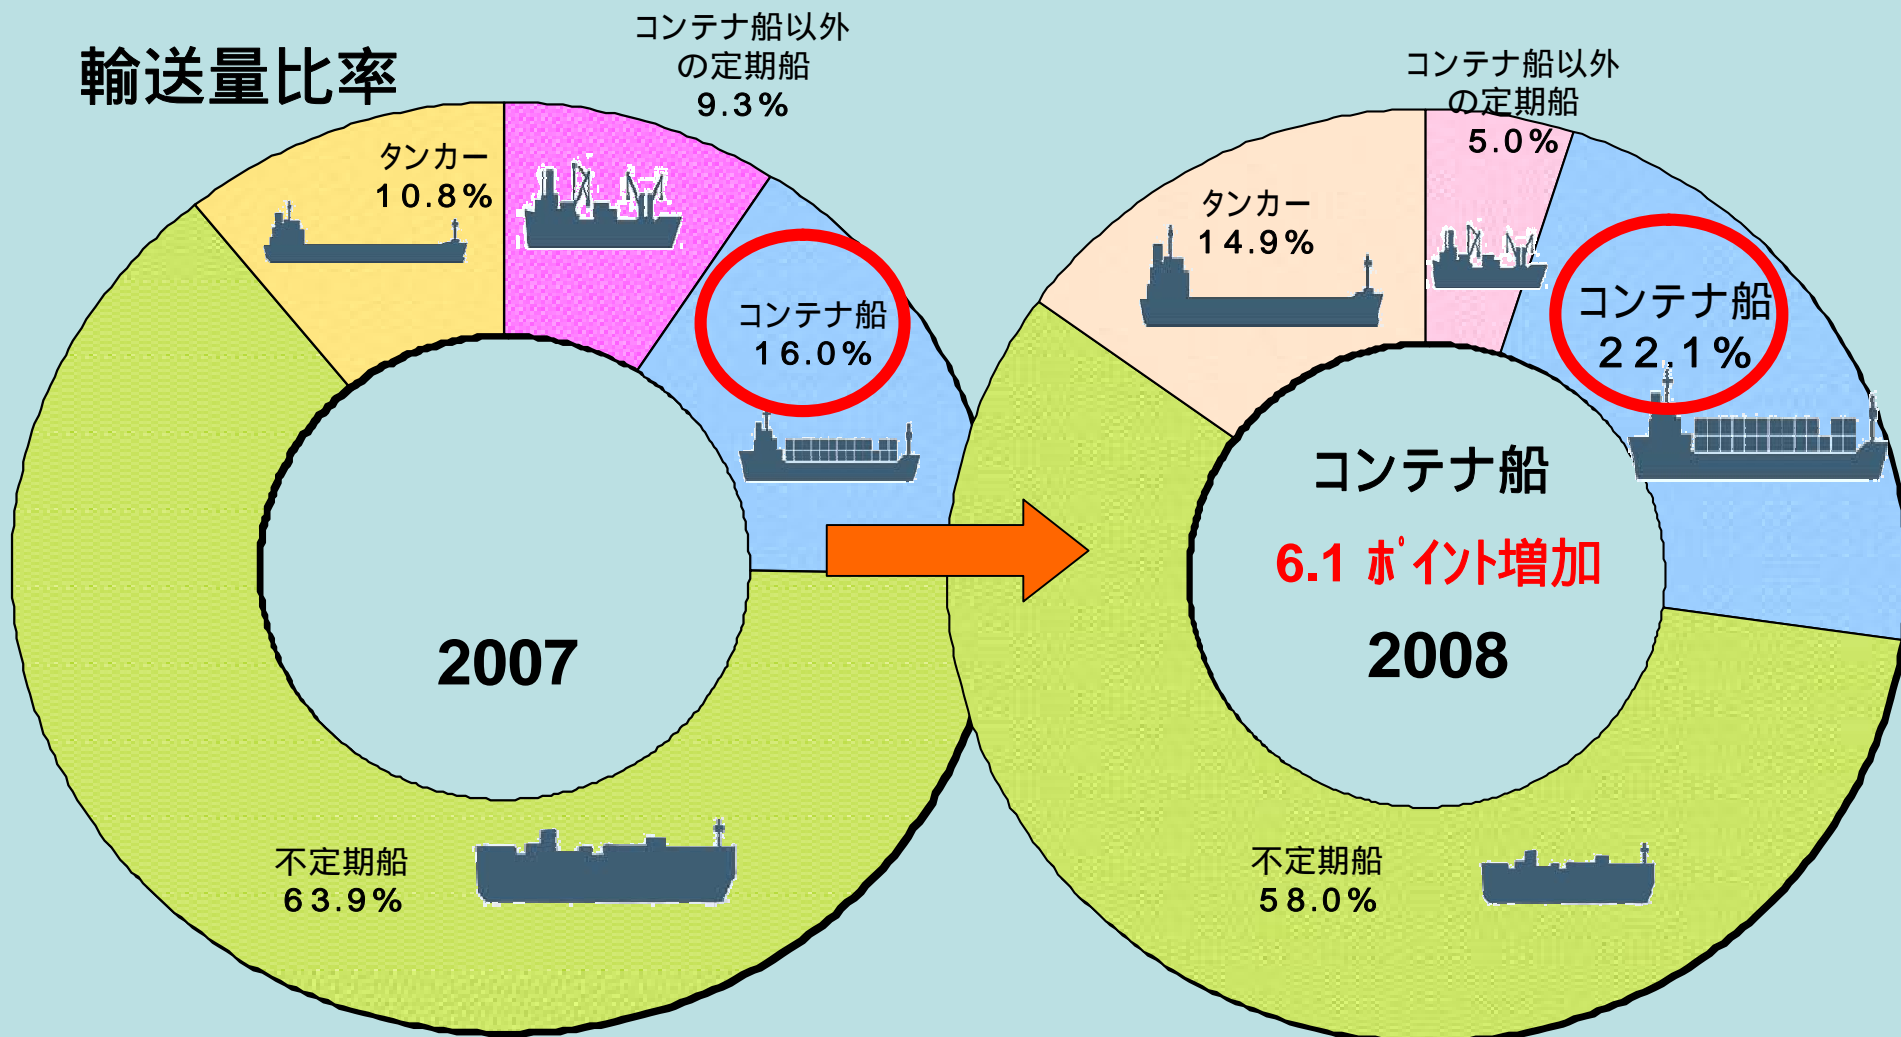 輸送量比率
コンテナ船以外
の定期船
9.3%
タンカー
10.8%
コンテナ船
16.0%
2007
不定期船
63.9%
コンテナ船以外
の定期船
5.0%
タンカー
14.9%
コンテナ船
22.1%
コンテナ船
6.1 ﾎﾟｲﾝﾄ増加
2008
不定期船
58.0%